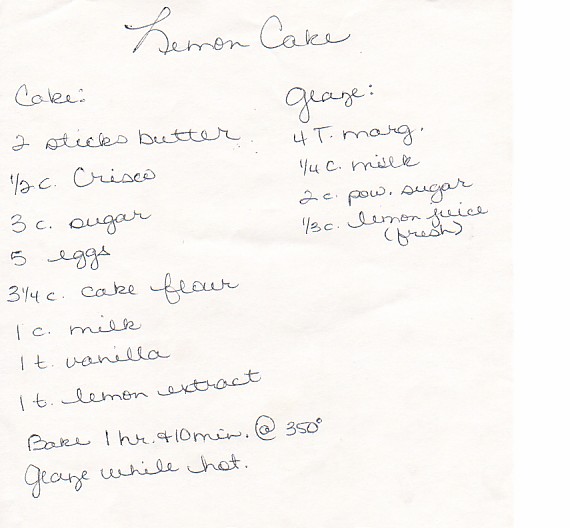 Lemon Cake
Cake:
2 sticks butter
1/2 c. Crisco
3 c. sugar
5 eggs
3 1/4 c. cake flour
1 c. milk
1 t. vanilla
1 t. lemon extract
Glaze:
4 T. marg.
1/4 c. milk
2 c. pow. sugar
1/3 c. lemon juice
(fresh)
Bake 1 hr. + 10 min. @ 350°
Glaze while hot.